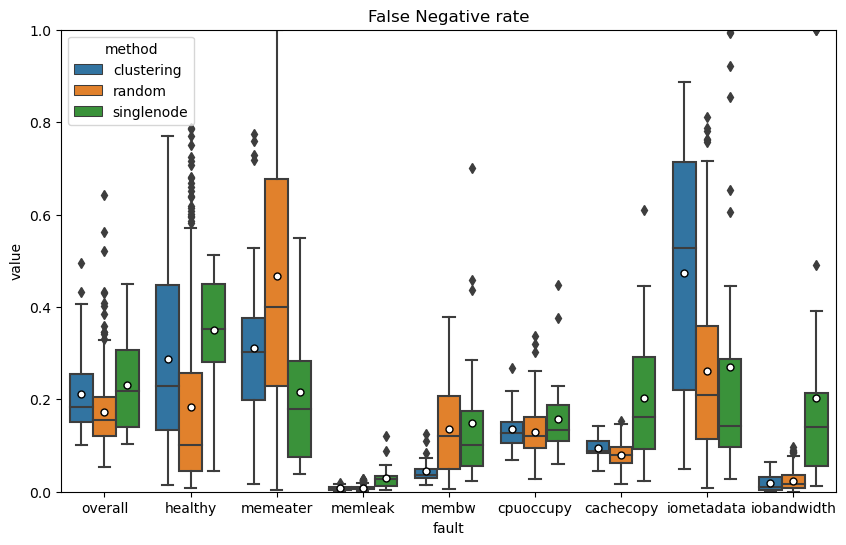 False Negative rate
1.0
0.8
0.6
0.4
0.2
0.0
value
method
clustering
random
singlenode
overall healthy memeater memleak membw cpuoccupy cachecopy iometadata iobandwidth
fault